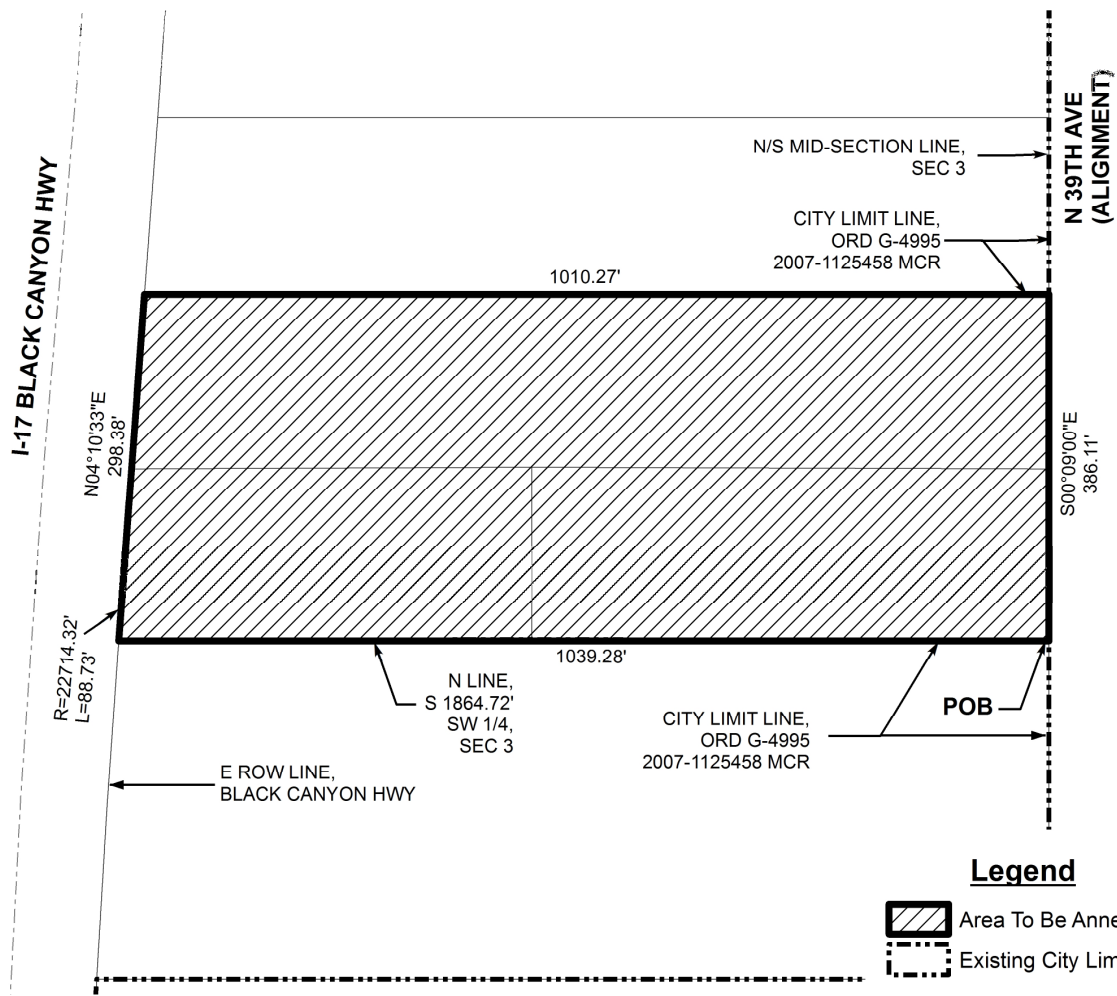 N 39TH AVE
(ALIGNMENT)
N/S MID-SECTION LINE,
SEC 3
CITY LIMIT LINE,
ORD G-4995
2007-1125458 MCR
I-17 BLACK CANYON HWY
1010.27'
N04°10'33"E
298.38'
S00°09'00"E
386.11'
R=22714.32'
L=88.73'
1039.28'
N LINE,
S 1864.72'
SW 1/4,
SEC 3
CITY LIMIT LINE,
ORD G-4995
2007-1125458 MCR
POB
E ROW LINE,
BLACK CANYON HWY
Legend
Area To Be Anne
Existing City Lim